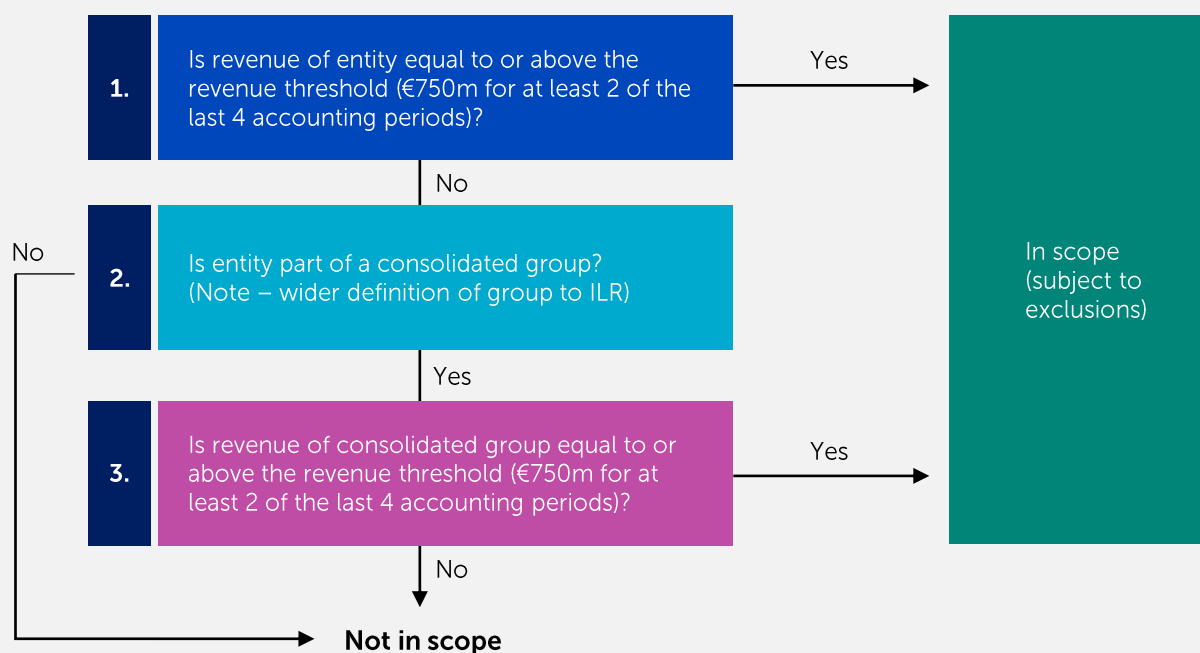 1.
Is revenue of entity equal to or above the
revenue threshold (€750m for at least 2 of the
last 4 accounting periods)?
Yes
No
No
2.
Is entity part of a consolidated group?
(Note – wider definition of group to ILR)
In scope
(subject to
exclusions)
Yes
3.
Is revenue of consolidated group equal to or
above the revenue threshold (€750m for at
least 2 of the last 4 accounting periods)?
Yes
No
Not in scope